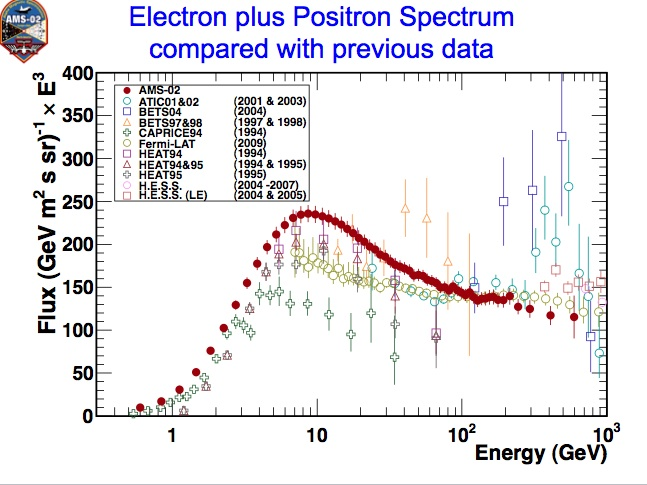 AMS-02
Electron plus Positron Spectrum
compared with previous data
Flux (GeV m² s sr)⁻¹ × E³
400
350
300
250
200
150
100
50
0
AMS-02
ATIC01&02 (2001 & 2003)
BETS04 (2004)
BETS97&98 (1997 & 1998)
CAPRICE94 (1994)
Fermi-LAT (2009)
HEAT94 (1994)
HEAT94&95 (1994 & 1995)
HEAT95 (1995)
H.E.S.S. (2004 -2007)
H.E.S.S. (LE) (2004 & 2005)
1 10 10² 10³
Energy (GeV)